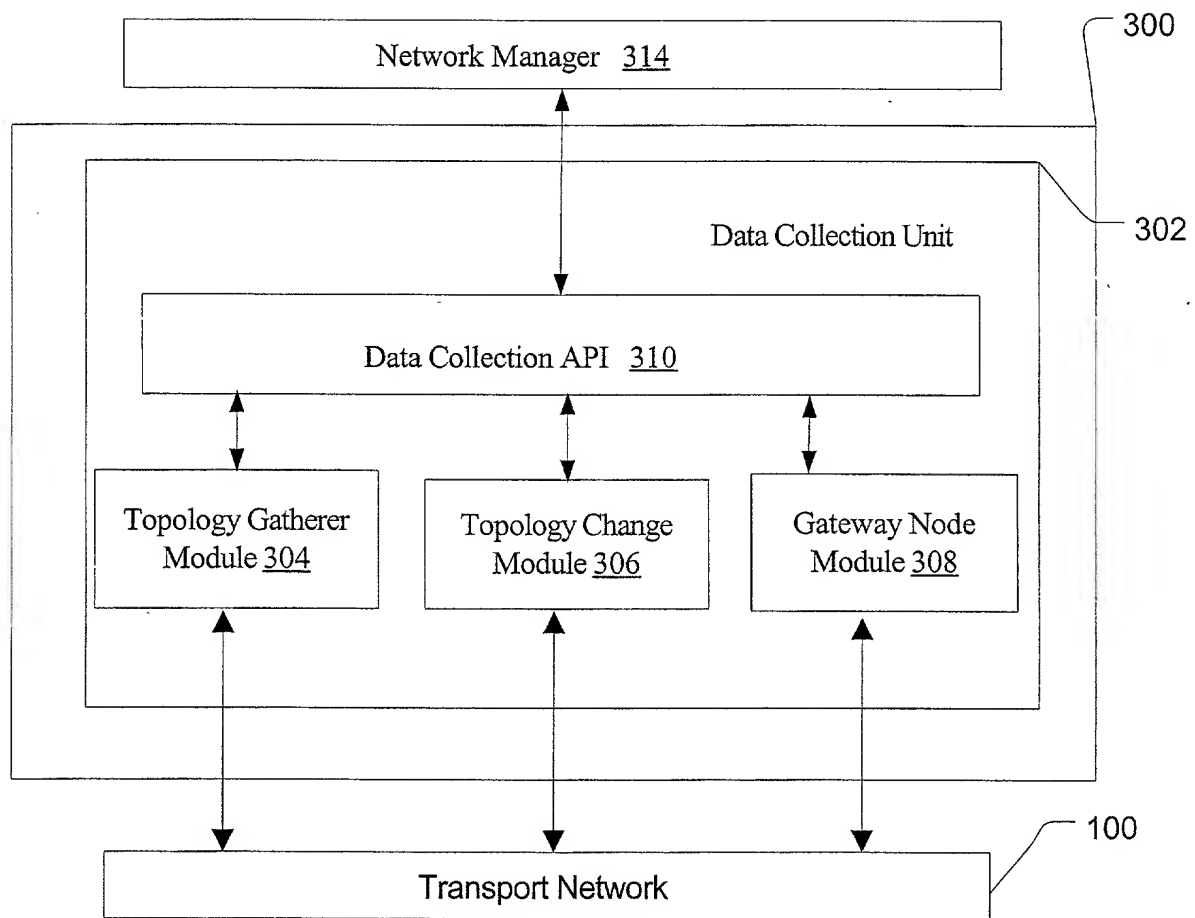 300
Network Manager 314
302
Data Collection Unit
Data Collection API 310
Topology Gatherer
Module 304
Topology Change
Module 306
Gateway Node
Module 308
100
Transport Network